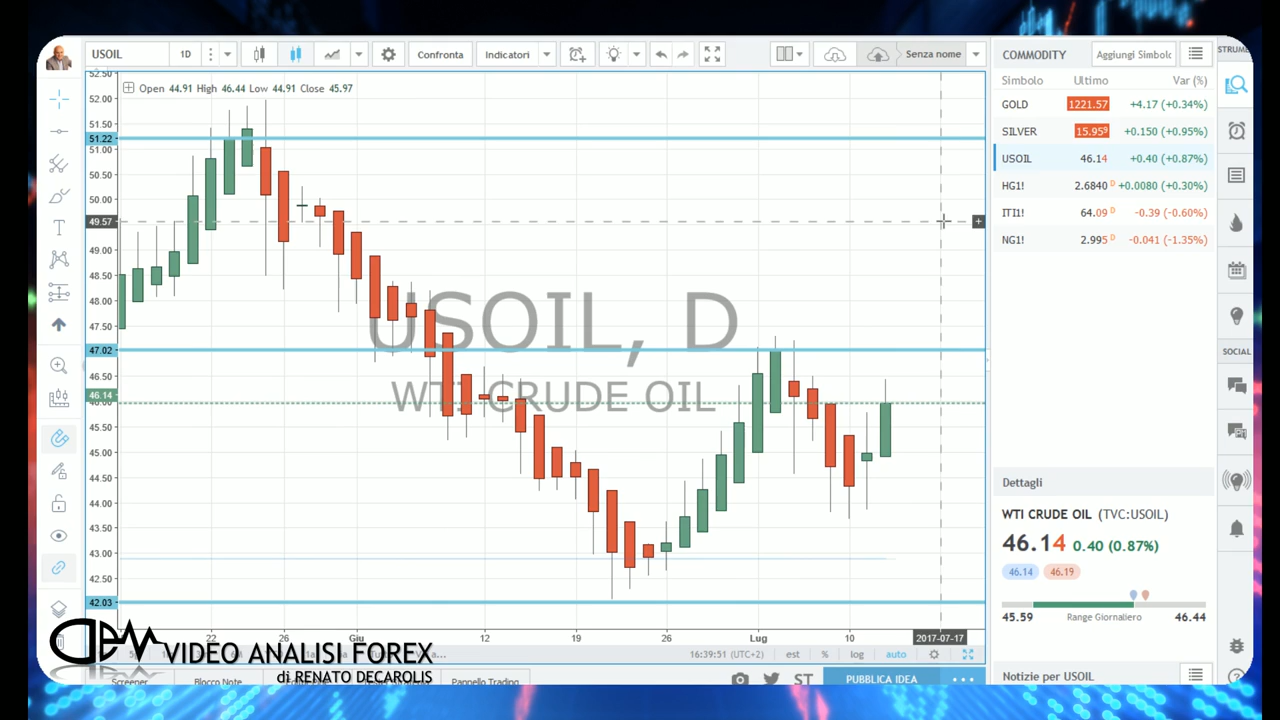 USOIL 1D Confronta Indicatori Senza nome
COMMODITY Aggiungi Simbolo STRUME
Open 44.91 High 46.44 Low 44.91 Close 45.97
Simbolo Ultimo Var (%)
GOLD 1221.57 +4.17 (+0.34%)
SILVER 15.959 +0.150 (+0.95%)
USOIL 46.14 +0.40 (+0.87%)
HG1! 2.6840 D +0.0080 (+0.30%)
ITI1! 64.09 D -0.39 (-0.60%)
NG1! 2.995 D -0.041 (-1.35%)
52.50
52.00
51.50
51.22
51.00
50.50
50.00
49.57
49.00
48.50
48.00
47.50
47.02
46.50
46.14
45.50
45.00
44.50
44.00
43.50
43.00
42.50
42.03
USOIL, D
WTI CRUDE OIL
SOCIAL
Dettagli
WTI CRUDE OIL (TVC:USOIL)
46.14 0.40 (0.87%)
46.14 46.19
45.59 Range Giornaliero 46.44
22 26 Giu 12 19 26 Lug 10 2017-07-17
16:39:51 (UTC+2) est % log auto
VIDEO ANALISI FOREX
di RENATO DECAROLIS
Screener Blocco Note Pannello Trading ST PUBBLICA IDEA
Notizie per USOIL